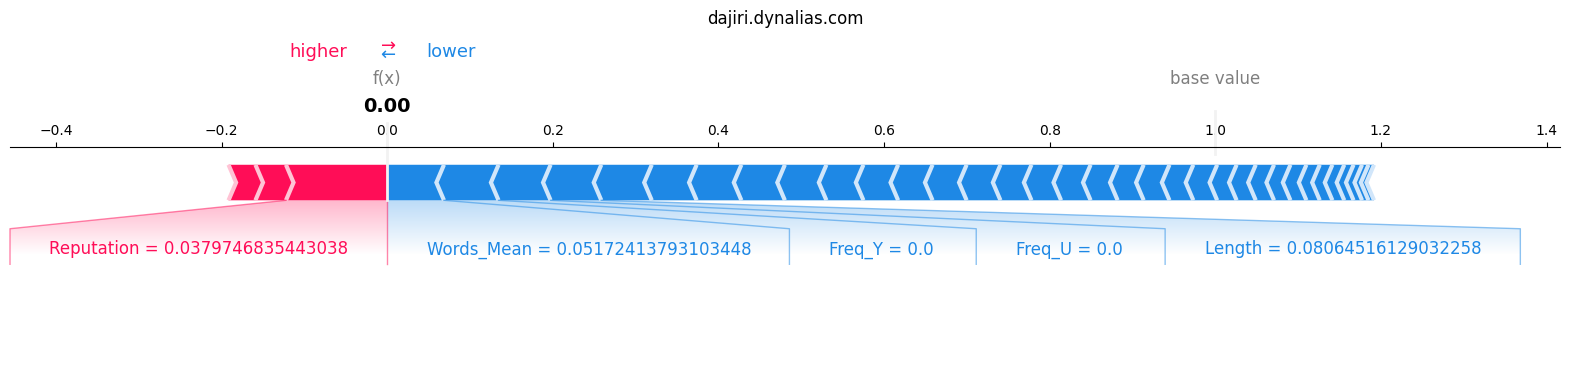 dajiri.dynalias.com
higher → lower
←
f(x) base value
0.00
−0.4 −0.2 0.0 0.2 0.4 0.6 0.8 1.0 1.2 1.4
Reputation = 0.0379746835443038 Words_Mean = 0.05172413793103448 Freq_Y = 0.0 Freq_U = 0.0 Length = 0.08064516129032258